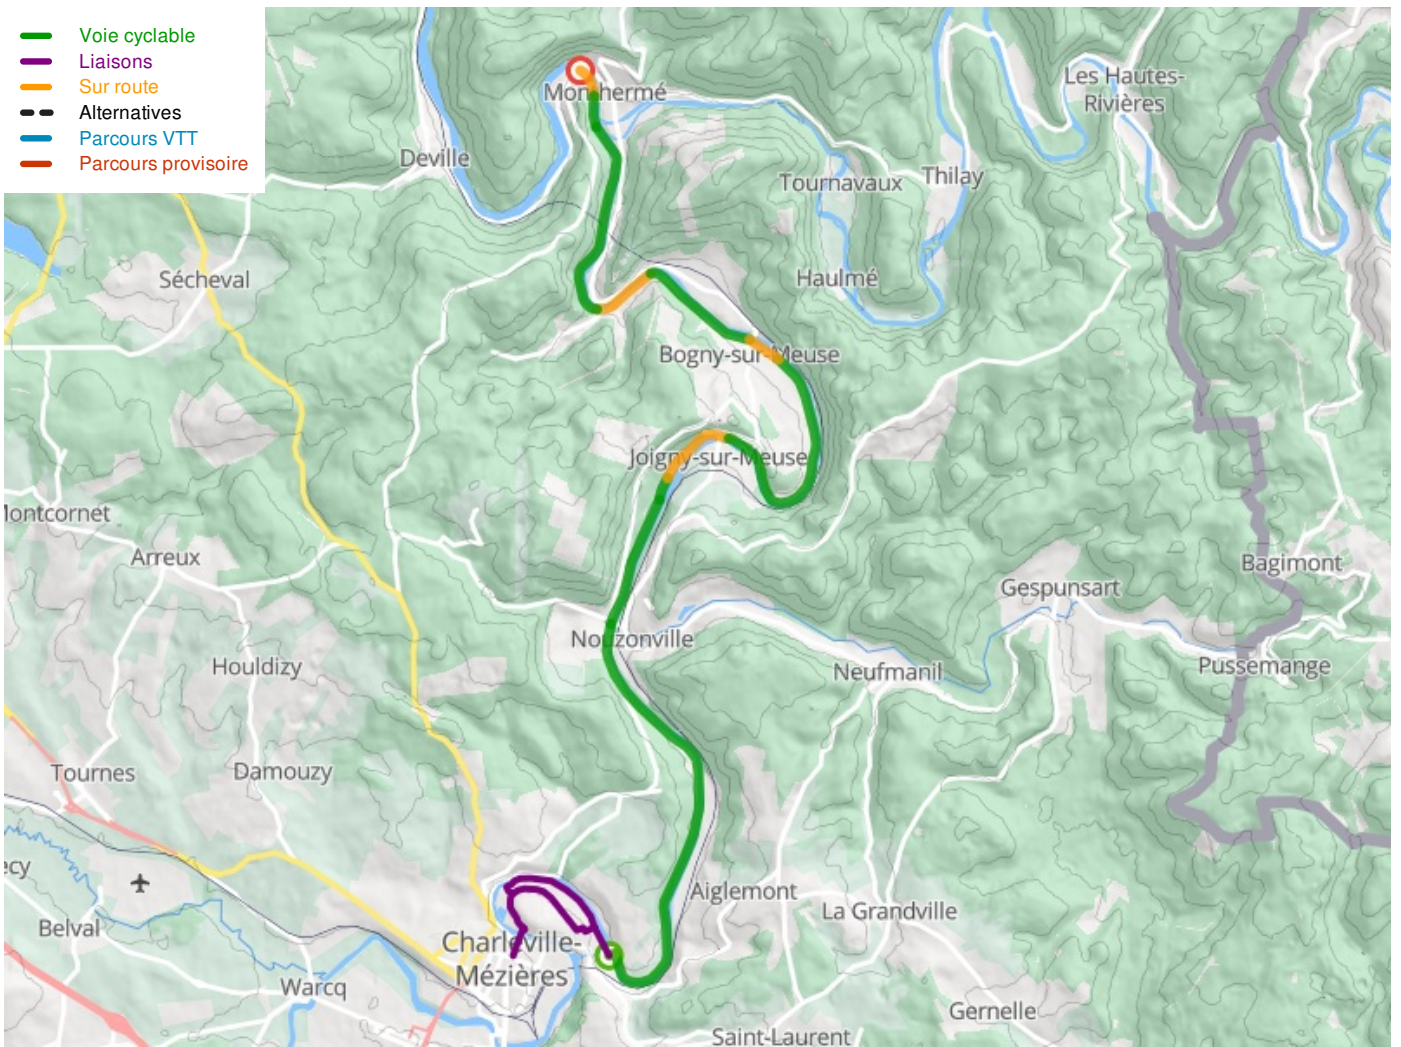 Voie cyclable
Liaisons
Sur route
Alternatives
Parcours VTT
Parcours provisoire
Les Hautes-
Rivières
Monthermé
Deville
Tournavaux
Thilay
Sécheval
Haulmé
Bogny-sur-Meuse
Joigny-sur-Meuse
Montcornet
Arreux
Bagimont
Gespunsart
Nouzonville
Houldizy
Neufmanil
Pussemange
Tournes
Damouzy
ecy
Aiglemont
La Grandville
Belval
Charleville-
Mézières
Warcq
Gernelle
Saint-Laurent